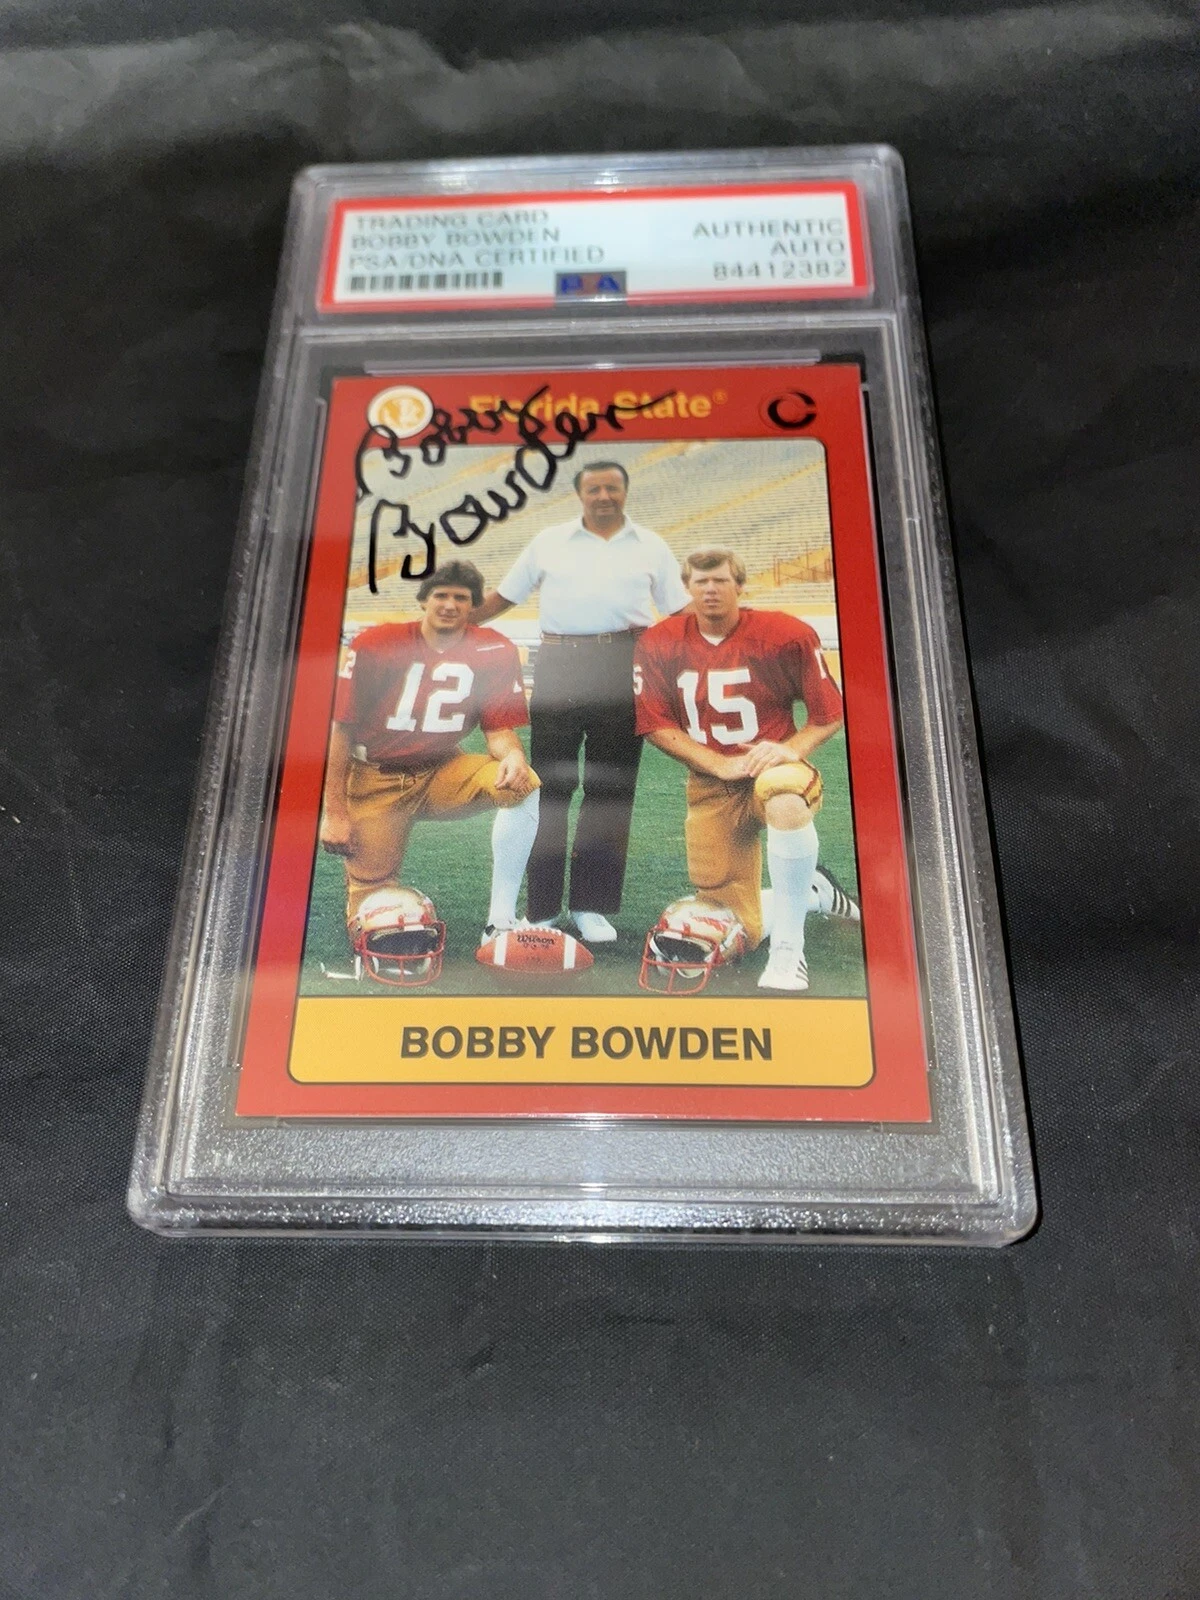 TRADING CARD
BOBBY BOWDEN
PSA/DNA CERTIFIED
AUTHENTIC
AUTO
84412382
PSA
Florida State®
Bobby
Bowden
12
15
Wilson
BOBBY BOWDEN